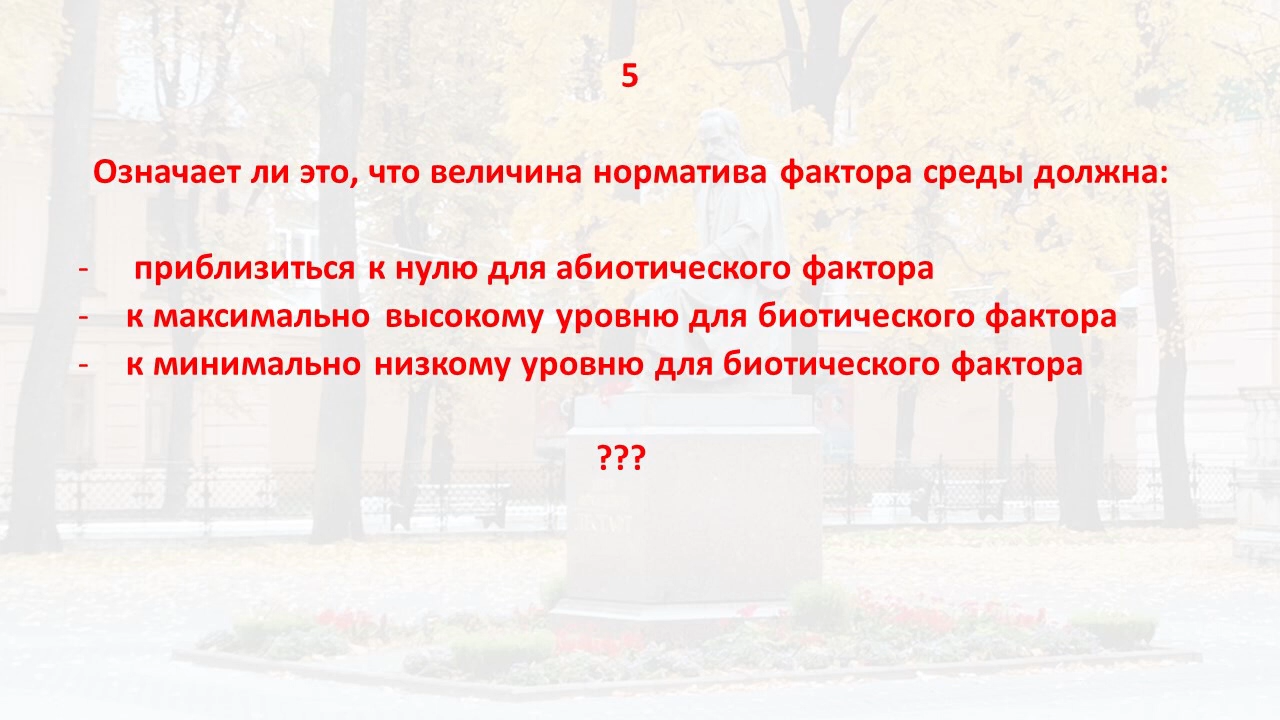 5
Означает ли это, что величина норматива фактора среды должна:
- приблизиться к нулю для абиотического фактора
- к максимально высокому уровню для биотического фактора
- к минимально низкому уровню для биотического фактора
???